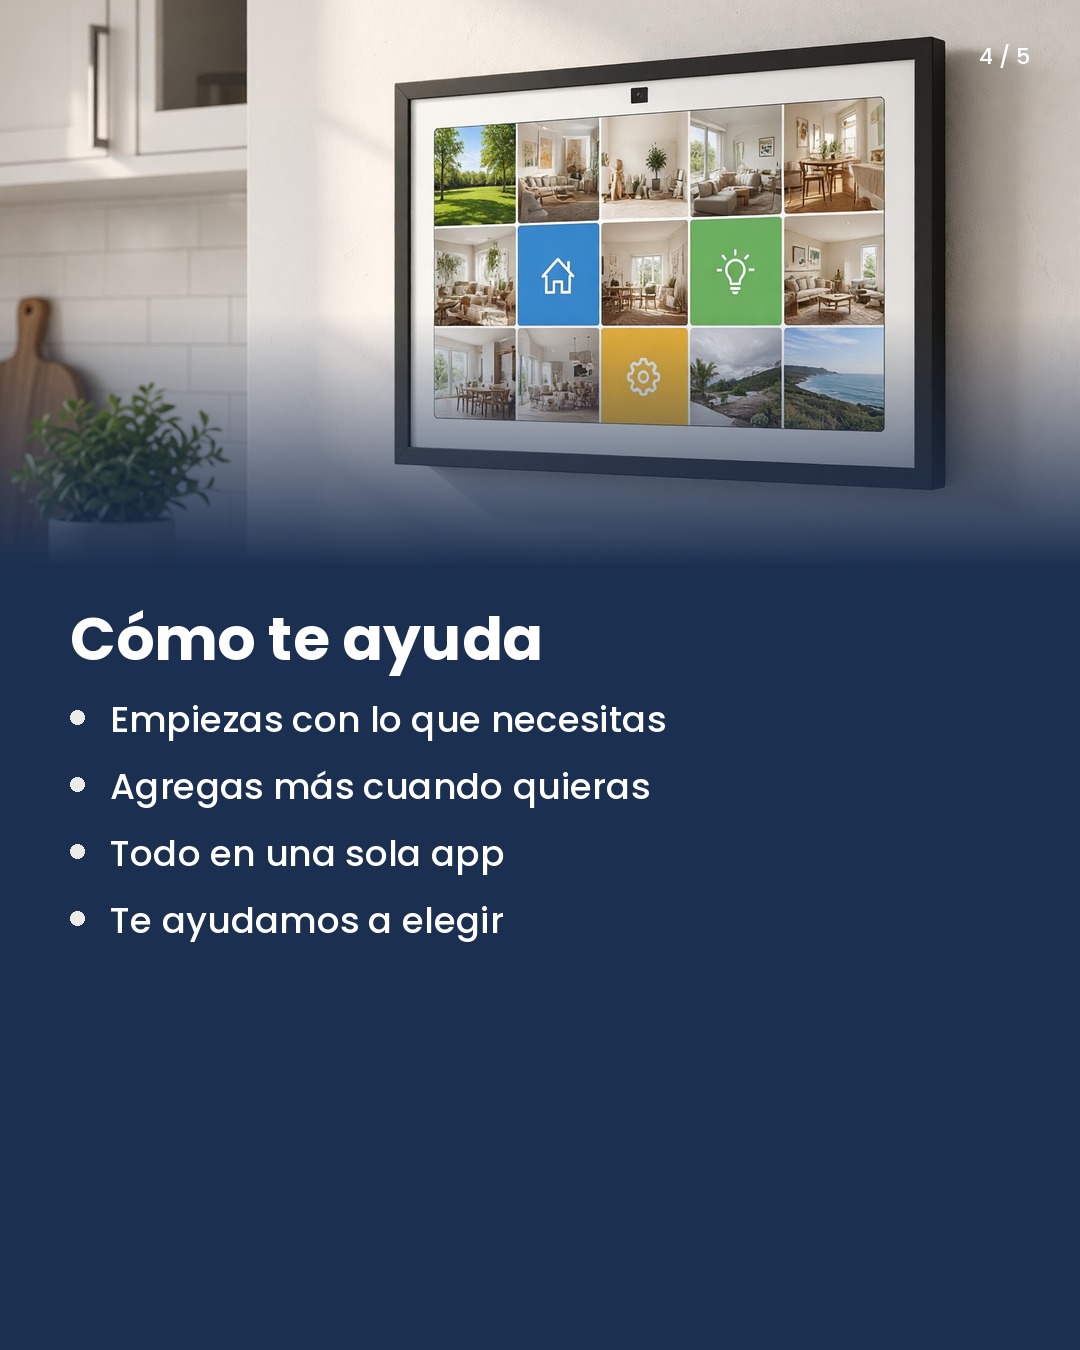 4 / 5
Cómo te ayuda
Empiezas con lo que necesitas
Agregas más cuando quieras
Todo en una sola app
Te ayudamos a elegir